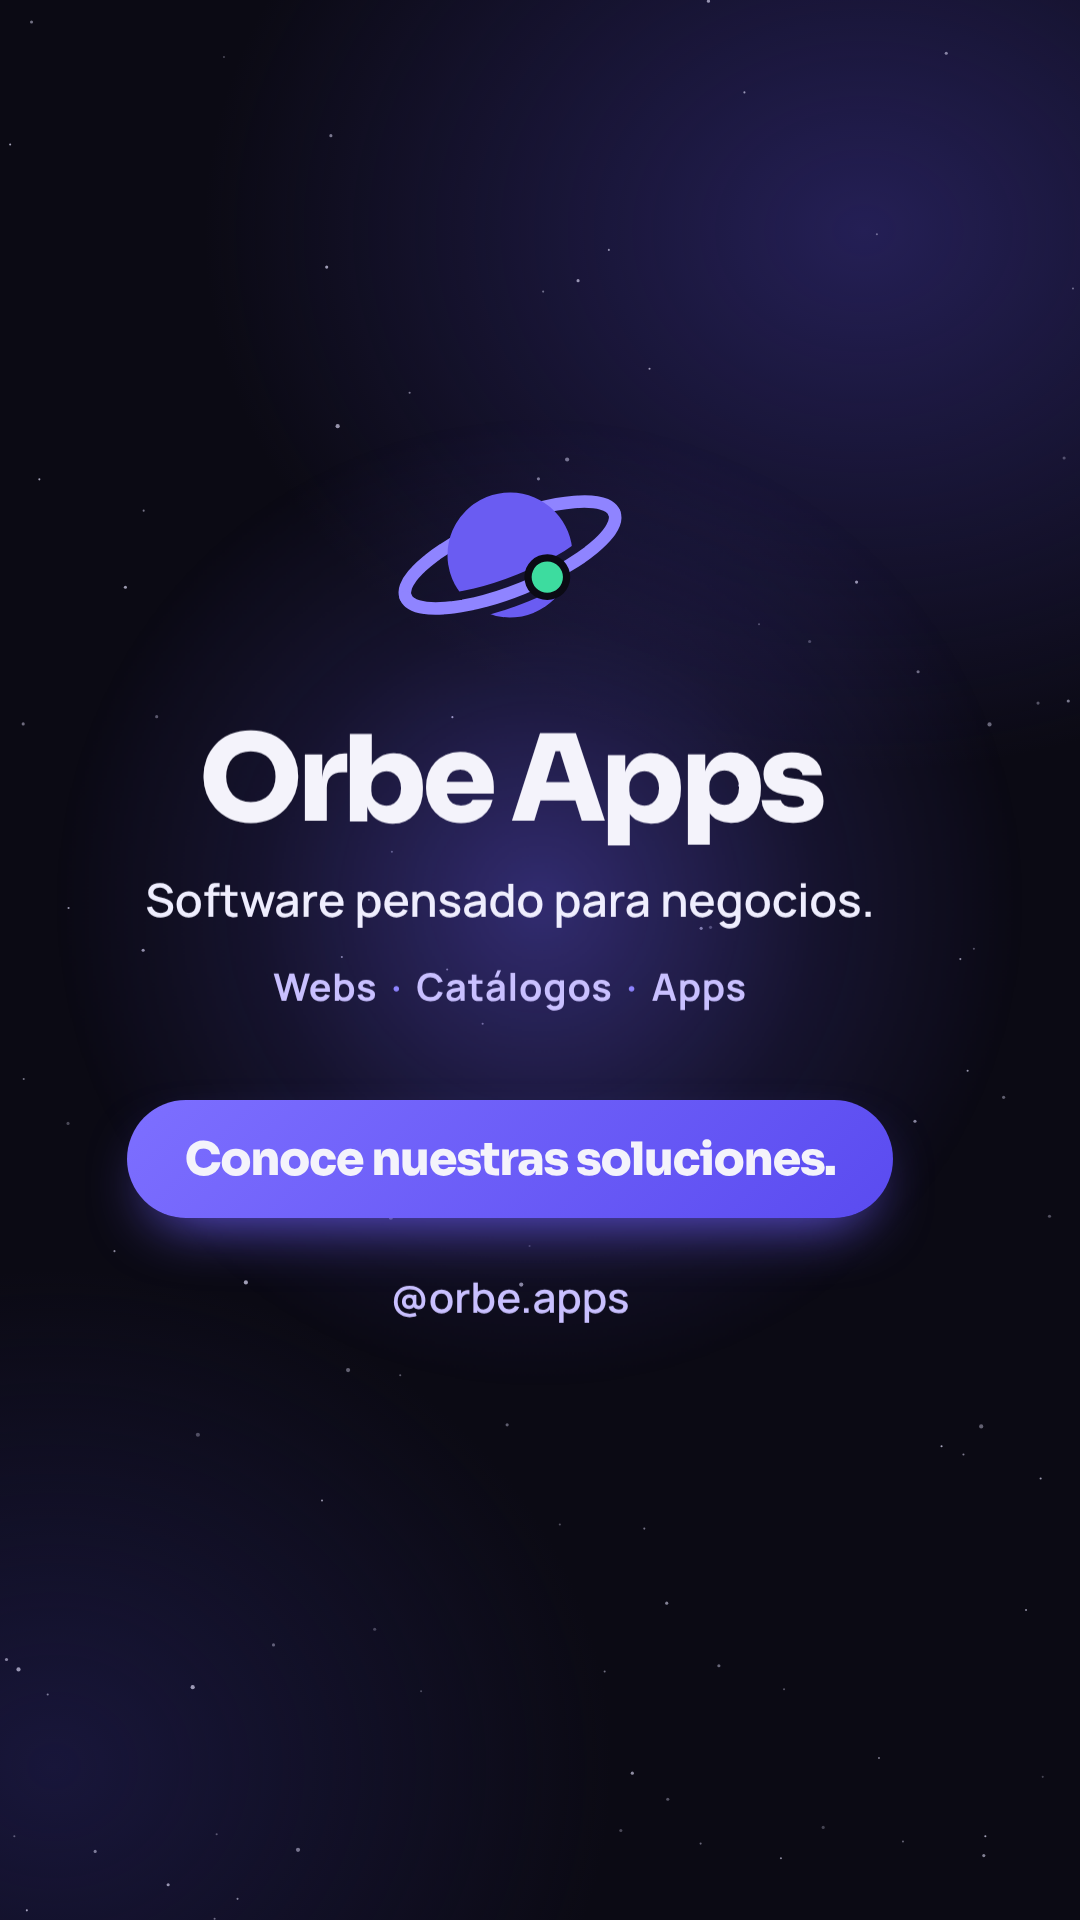 Orbe Apps
Software pensado para negocios.
Webs · Catálogos · Apps
Conoce nuestras soluciones.
@orbe.apps